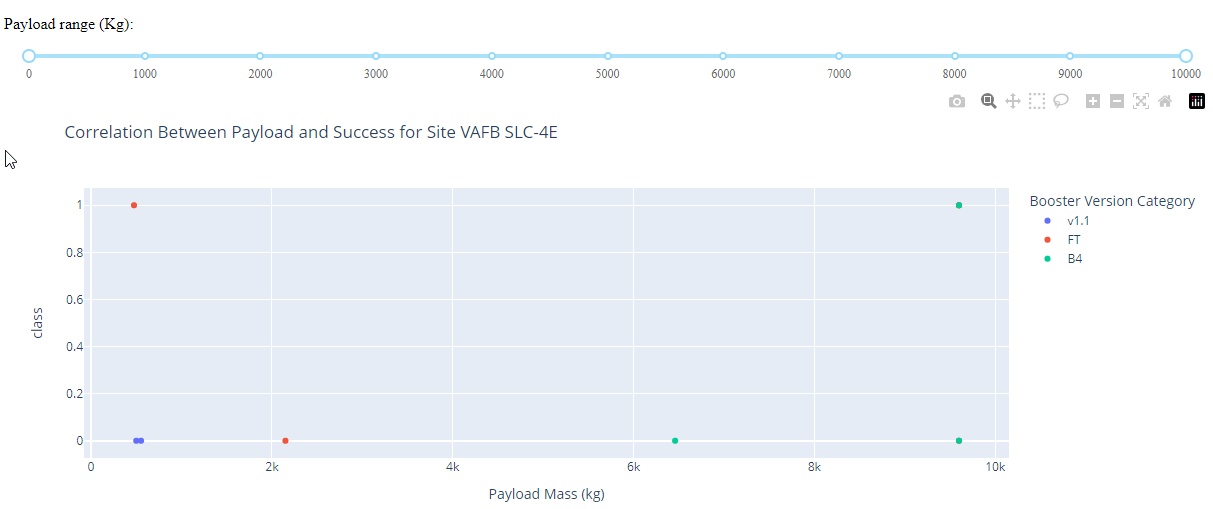 Payload range (Kg):
0 1000 2000 3000 4000 5000 6000 7000 8000 9000 10000
Correlation Between Payload and Success for Site VAFB SLC-4E
Booster Version Category
v1.1
FT
B4
1
0.8
0.6
0.4
0.2
0
class
0 2k 4k 6k 8k 10k
Payload Mass (kg)